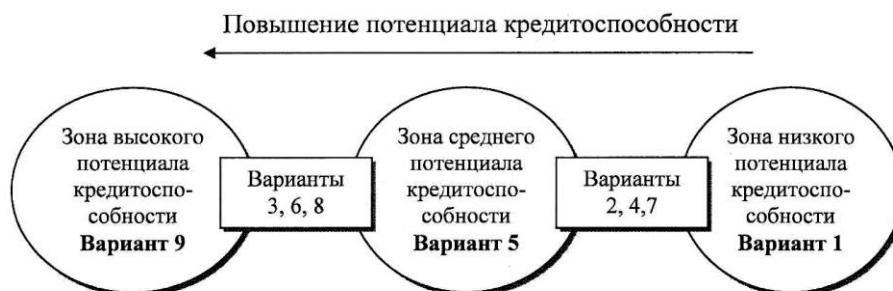 Повышение потенциала кредитоспособности
Зона высокого
потенциала
кредитоспо-
собности
Вариант 9
Варианты
3, 6, 8
Зона среднего
потенциала
кредитоспо-
собности
Вариант 5
Варианты
2, 4,7
Зона низкого
потенциала
кредитоспо-
собности
Вариант 1